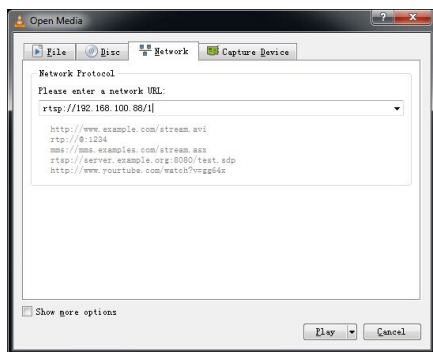 Open Media
File Disc Network Capture Device
Network Protocol
Please enter a network URL:
rtsp://192.168.100.88/1
http://www.example.com/stream.avi
rtp://@:1234
mms://mms.examples.com/stream.asx
rtsp://server.example.org:8080/test.sdp
http://www.yourtube.com/watch?v=gg64x
Show more options
Play Cancel